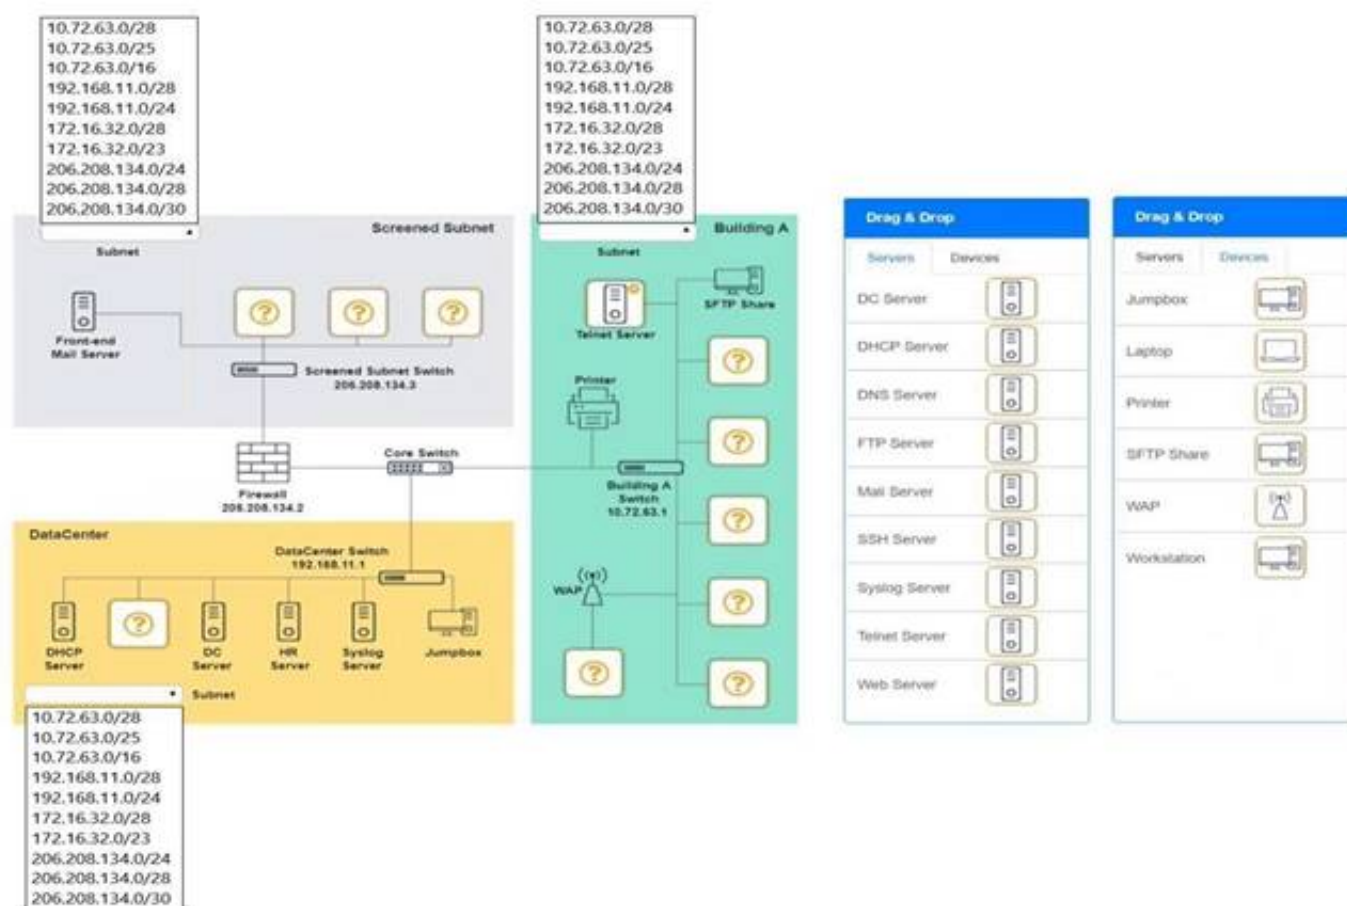 10.72.63.0/28
10.72.63.0/25
10.72.63.0/16
192.168.11.0/28
192.168.11.0/24
172.16.32.0/28
172.16.32.0/23
206.208.134.0/24
206.208.134.0/28
206.208.134.0/30
Subnet
Screened Subnet
?
?
?
Front-end
Mail Server
Screened Subnet Switch
206.208.134.3
Firewall
206.208.134.2
Core Switch
10.72.63.0/28
10.72.63.0/25
10.72.63.0/16
192.168.11.0/28
192.168.11.0/24
172.16.32.0/28
172.16.32.0/23
206.208.134.0/24
206.208.134.0/28
206.208.134.0/30
Building A
Subnet
Telnet Server
SFTP Share
?
Printer
?
Building A
Switch
10.72.63.1
?
WAP
?
?
?
DataCenter
DataCenter Switch
192.168.11.1
?
DHCP
Server
DC
Server
HR
Server
Syslog
Server
Jumpbox
Subnet
10.72.63.0/28
10.72.63.0/25
10.72.63.0/16
192.168.11.0/28
192.168.11.0/24
172.16.32.0/28
172.16.32.0/23
206.208.134.0/24
206.208.134.0/28
206.208.134.0/30
Drag & Drop
Servers Devices
DC Server
DHCP Server
DNS Server
FTP Server
Mail Server
SSH Server
Syslog Server
Telnet Server
Web Server
Drag & Drop
Servers Devices
Jumpbox
Laptop
Printer
SFTP Share
WAP
Workstation